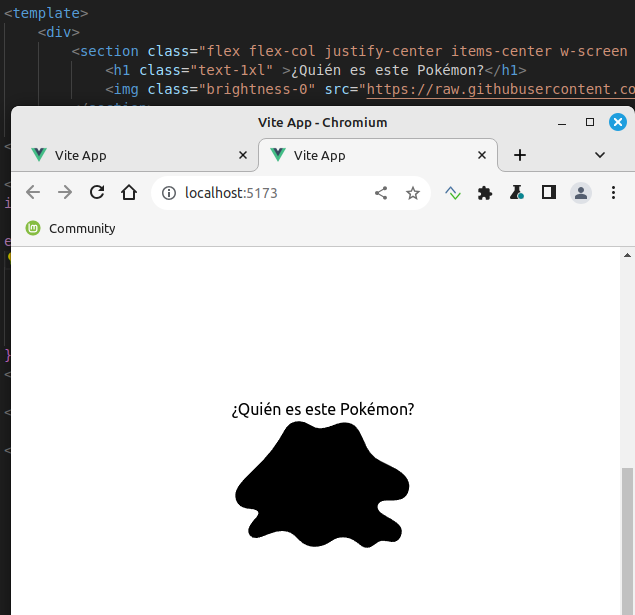 <template>
<div>
<section class="flex flex-col justify-center items-center w-screen
<h1 class="text-1xl" >¿Quién es este Pokémon?</h1>
<img class="brightness-0" src="https://raw.githubusercontent.co
Vite App - Chromium
Vite App
Vite App
localhost:5173
Community
¿Quién es este Pokémon?